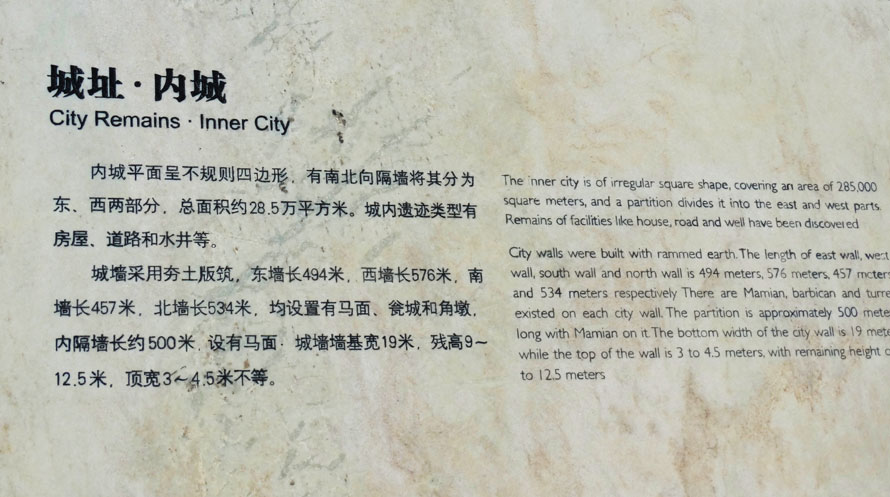 城址·内城
City Remains · Inner City
内城平面呈不规则四边形，有南北向隔墙将其分为
东、西两部分，总面积约28.5万平方米。城内遗迹类型有
房屋、道路和水井等。
城墙采用夯土版筑，东墙长494米，西墙长576米，南
墙长457米，北墙长534米，均设置有马面、瓮城和角墩，
内隔墙长约500米，设有马面。城墙墙基宽19米，残高9～
12.5米，顶宽3～4.5米不等。
The inner city is of irregular square shape, covering an area of 285,000
square meters, and a partition divides it into the east and west parts.
Remains of facilities like house, road and well have been discovered
City walls were built with rammed earth. The length of east wall, west
wall, south wall and north wall is 494 meters, 576 meters, 457 meters
and 534 meters respectively There are Mamian, barbican and turre
existed on each city wall. The partition is approximately 500 mete
long with Mamian on it. The bottom width of the city wall is 19 mete
while the top of the wall is 3 to 4.5 meters, with remaining height
to 12.5 meters